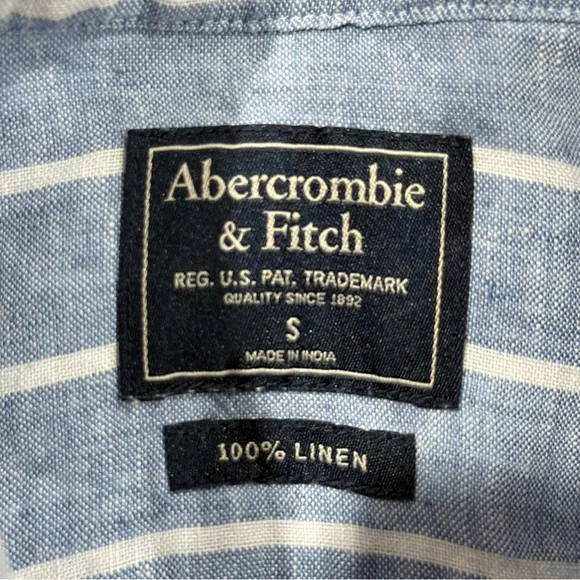 Abercrombie
& Fitch
REG. U.S. PAT. TRADEMARK
QUALITY SINCE 1892
S
MADE IN INDIA
100% LINEN